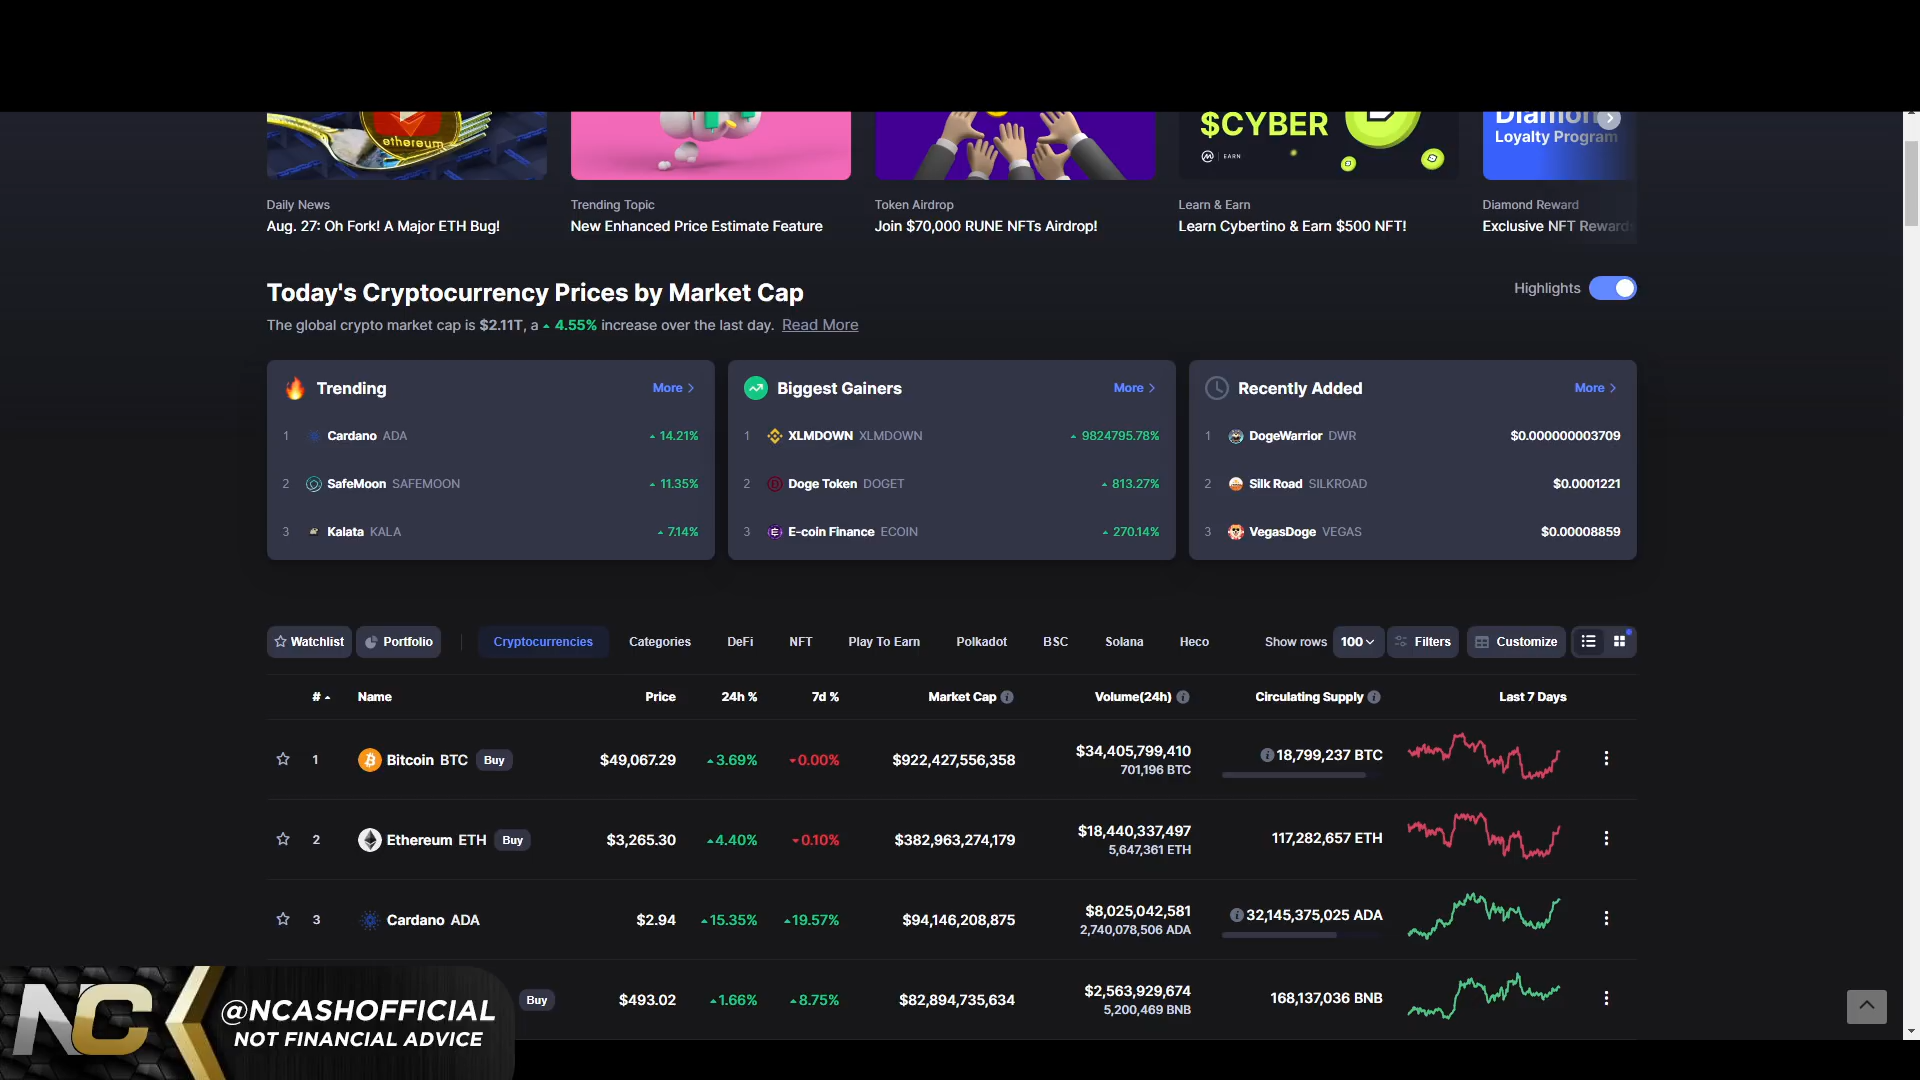 ethereum
$CYBER
EARN
Diamon
Loyalty Program
Daily News
Aug. 27: Oh Fork! A Major ETH Bug!
Trending Topic
New Enhanced Price Estimate Feature
Token Airdrop
Join $70,000 RUNE NFTs Airdrop!
Learn & Earn
Learn Cybertino & Earn $500 NFT!
Diamond Reward
Exclusive NFT Rewards
Today's Cryptocurrency Prices by Market Cap
Highlights
The global crypto market cap is $2.11T, a 4.55% increase over the last day. Read More
Trending More
1 Cardano ADA 14.21%
2 SafeMoon SAFEMOON 11.35%
3 Kalata KALA 7.14%
Biggest Gainers More
1 XLMDOWN XLMDOWN 9824795.78%
2 Doge Token DOGET 813.27%
3 E-coin Finance ECOIN 270.14%
Recently Added More
1 DogeWarrior DWR $0.000000003709
2 Silk Road SILKROAD $0.0001221
3 VegasDoge VEGAS $0.00008859
Watchlist Portfolio Cryptocurrencies Categories DeFi NFT Play To Earn Polkadot BSC Solana Heco Show rows 100 Filters Customize
# Name Price 24h % 7d % Market Cap Volume(24h) Circulating Supply Last 7 Days
1 Bitcoin BTC Buy $49,067.29 3.69% 0.00% $922,427,556,358 $34,405,799,410 18,799,237 BTC
701,196 BTC
2 Ethereum ETH Buy $3,265.30 4.40% 0.10% $382,963,274,179 $18,440,337,497 117,282,657 ETH
5,647,361 ETH
3 Cardano ADA $2.94 15.35% 19.57% $94,146,208,875 $8,025,042,581 32,145,375,025 ADA
2,740,078,506 ADA
Buy $493.02 1.66% 8.75% $82,894,735,634 $2,563,929,674 168,137,036 BNB
5,200,469 BNB
NC
@NCASHOFFICIAL
NOT FINANCIAL ADVICE